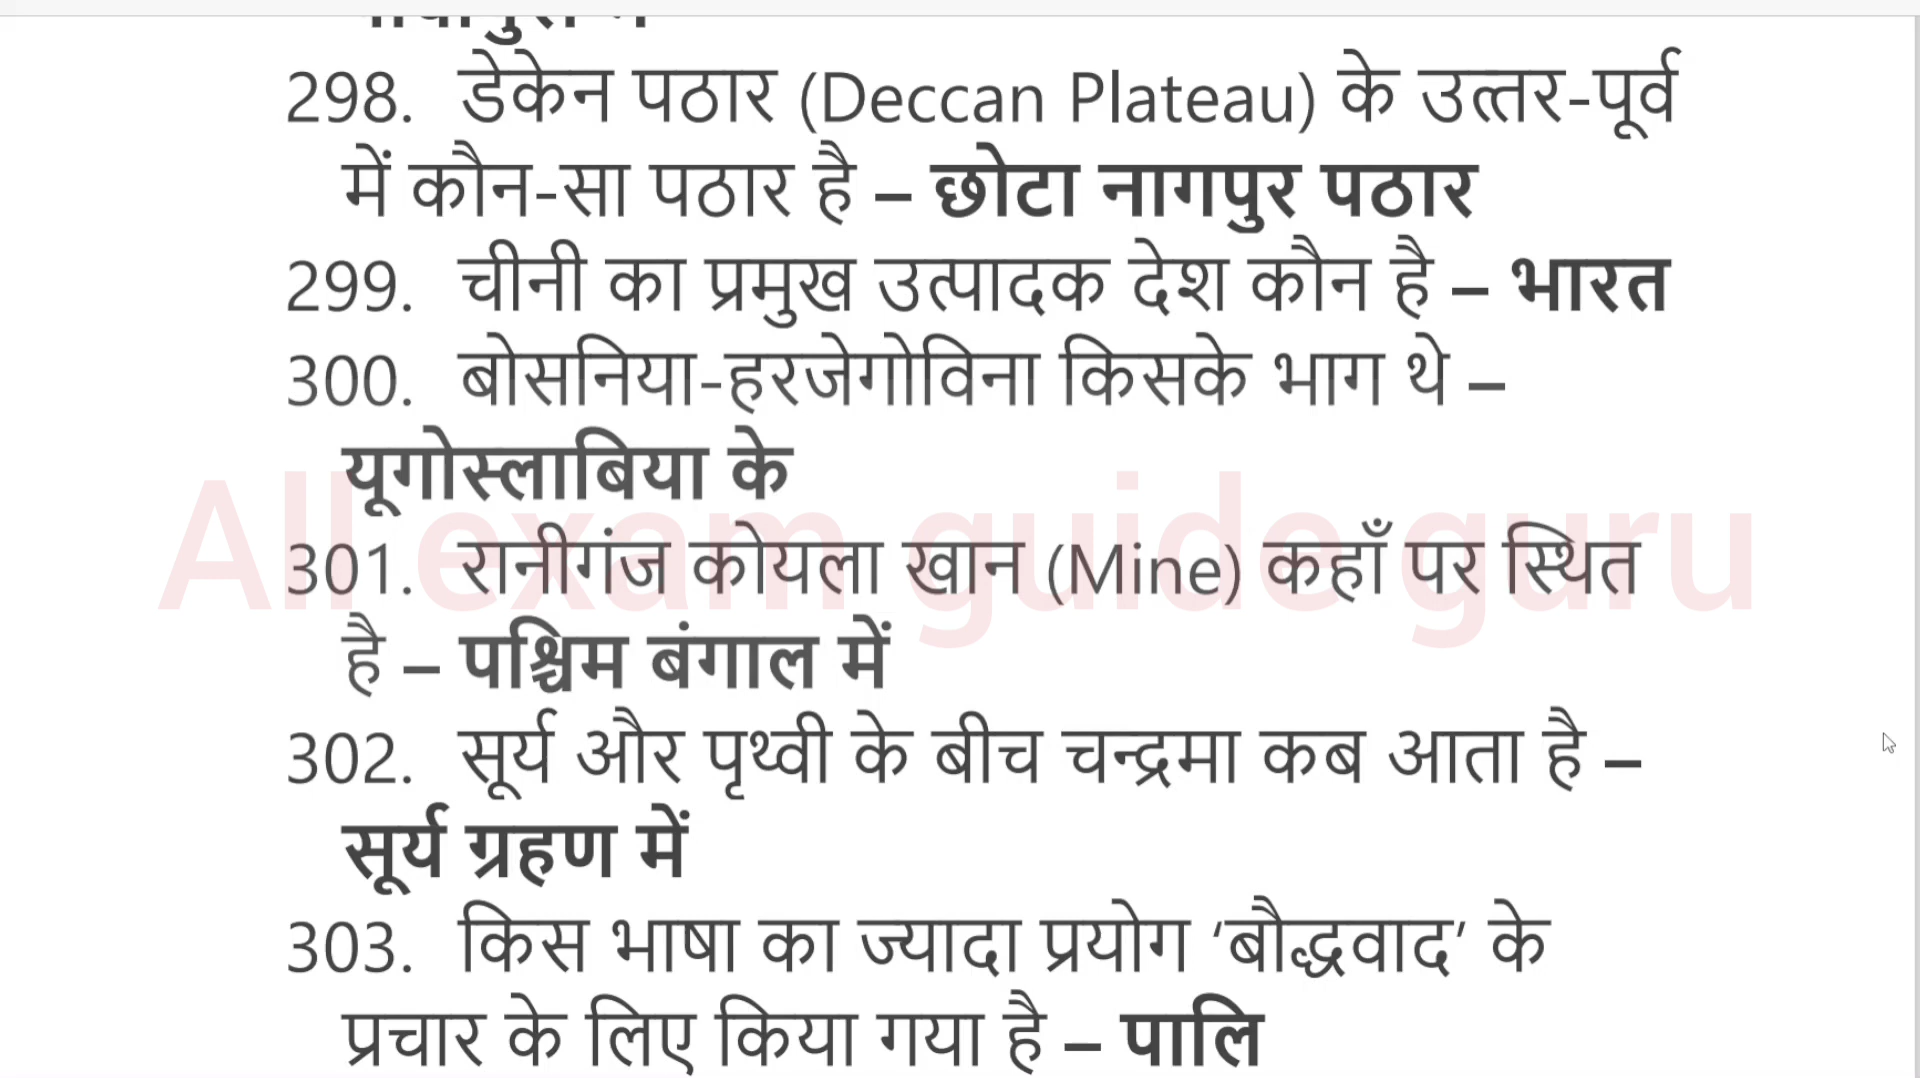 298. डेकेन पठार (Deccan Plateau) के उत्तर-पूर्व
में कौन-सा पठार है – छोटा नागपुर पठार
299. चीनी का प्रमुख उत्पादक देश कौन है – भारत
300. बोसनिया-हरजेगोविना किसके भाग थे –
यूगोस्लाबिया के
All exam guide guru
301. रानीगंज कोयला खान (Mine) कहाँ पर स्थित
है – पश्चिम बंगाल में
302. सूर्य और पृथ्वी के बीच चन्द्रमा कब आता है –
सूर्य ग्रहण में
303. किस भाषा का ज्यादा प्रयोग ‘बौद्धवाद’ के
प्रचार के लिए किया गया है – पालि